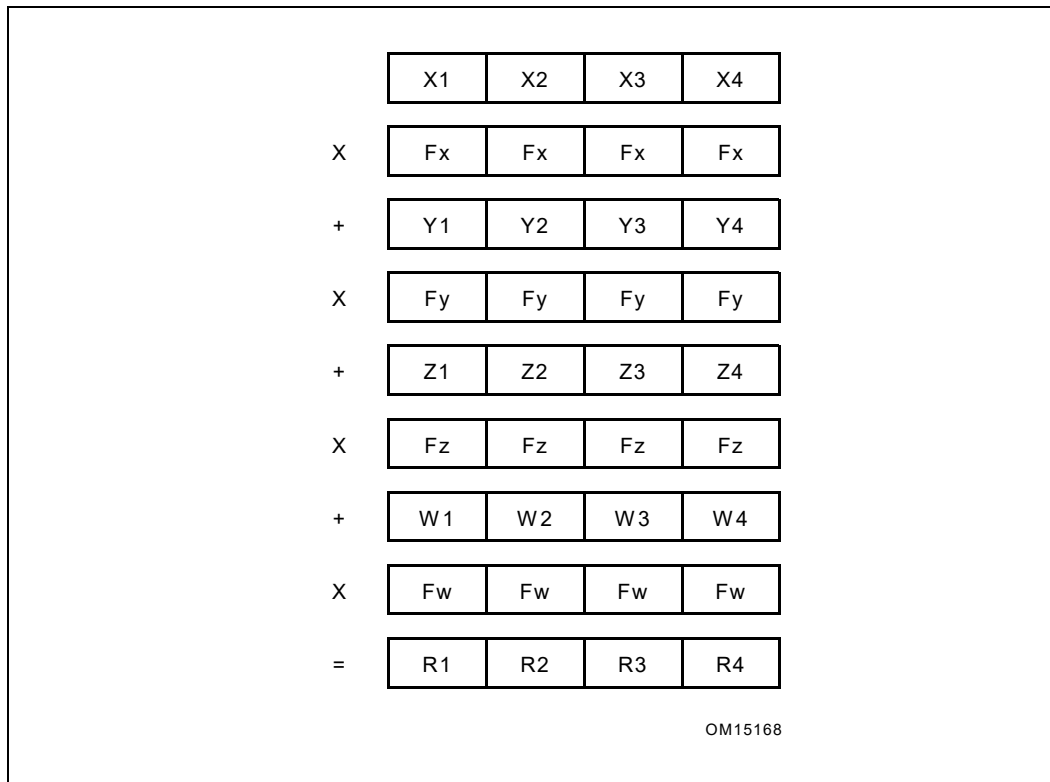 X1 X2 X3 X4
X Fx Fx Fx Fx
+ Y1 Y2 Y3 Y4
X Fy Fy Fy Fy
+ Z1 Z2 Z3 Z4
X Fz Fz Fz Fz
+ W1 W2 W3 W4
X Fw Fw Fw Fw
= R1 R2 R3 R4
OM15168